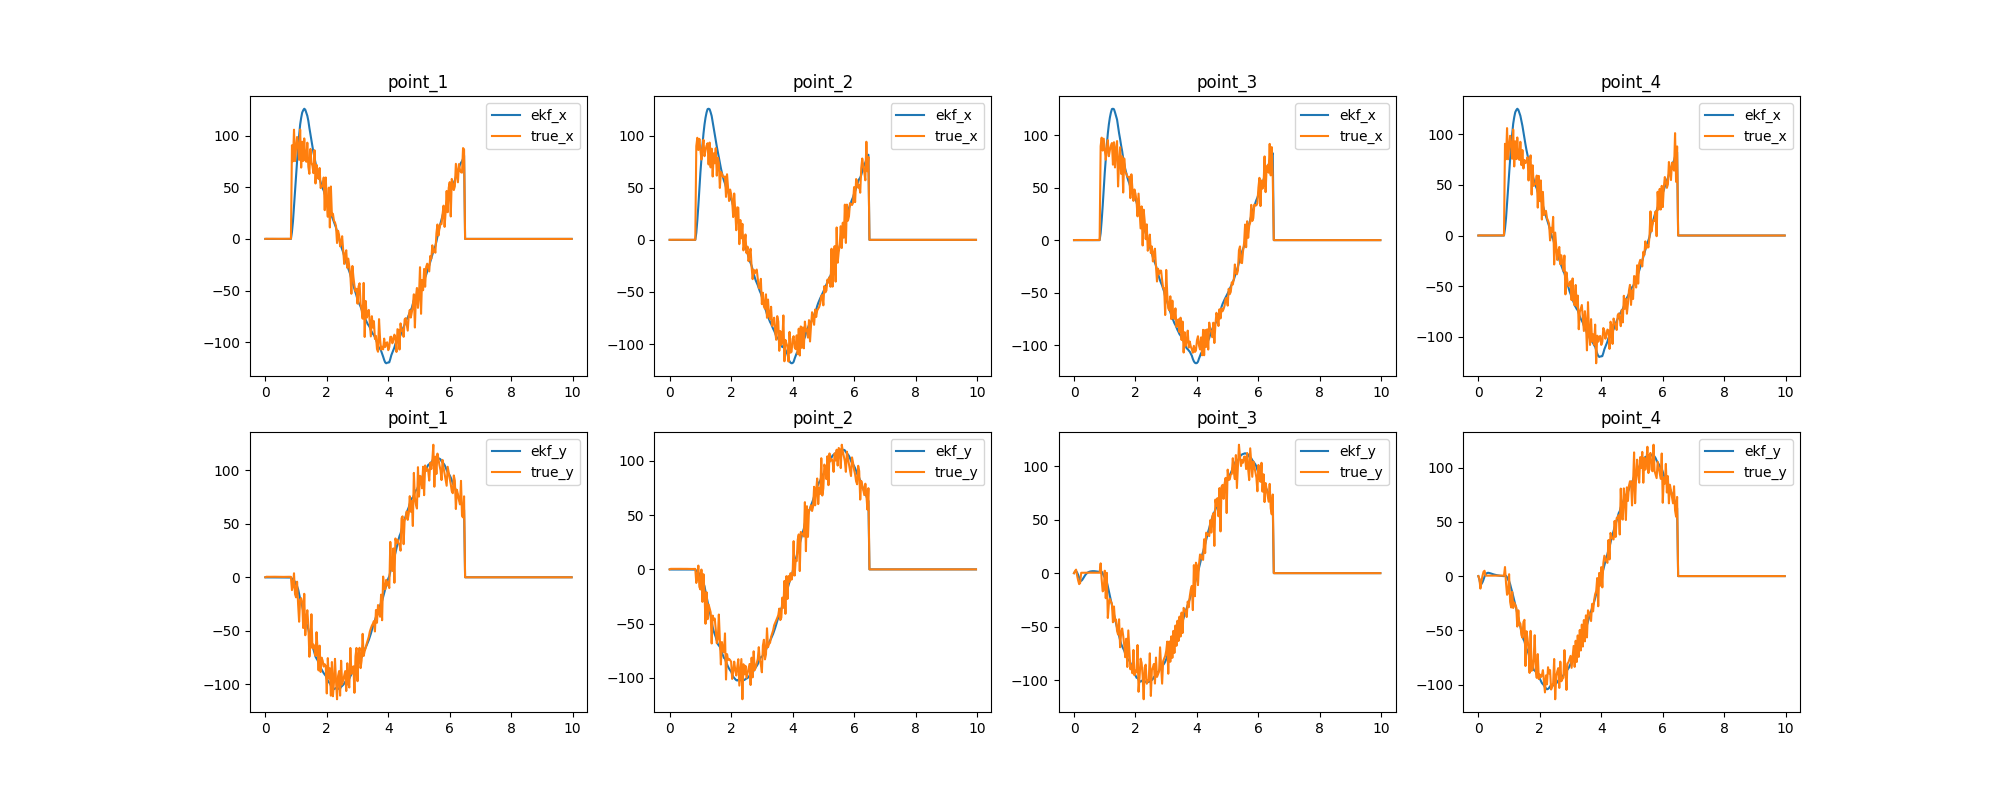 point_1 point_2 point_3 point_4
ekf_x ekf_x ekf_x ekf_x
true_x true_x true_x true_x
100 100 100 100
50 50 50 50
0 0 0 0
−50 −50 −50 −50
−100 −100 −100 −100
0 2 4 6 8 10 0 2 4 6 8 10 0 2 4 6 8 10 0 2 4 6 8 10
point_1 point_2 point_3 point_4
ekf_y ekf_y ekf_y ekf_y
true_y true_y true_y true_y
100 100 100 100
50 50 50 50
0 0 0 0
−50 −50 −50 −50
−100 −100 −100 −100
0 2 4 6 8 10 0 2 4 6 8 10 0 2 4 6 8 10 0 2 4 6 8 10